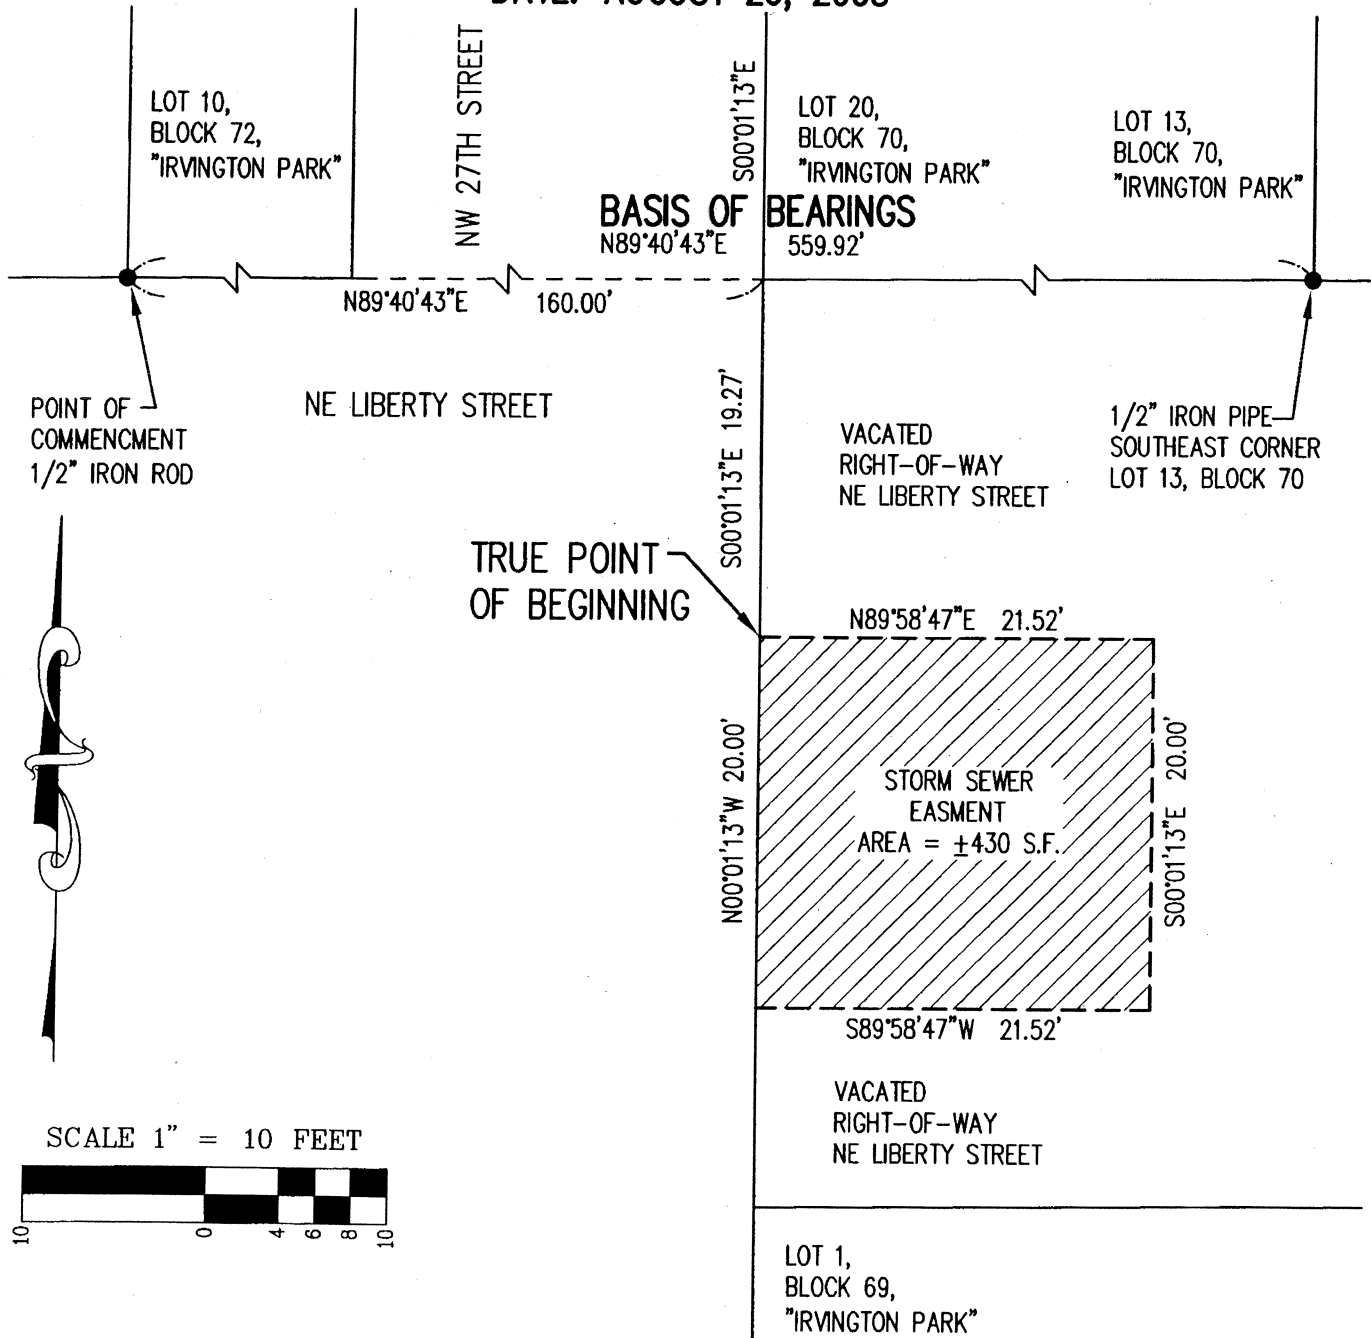 LOT 10,
BLOCK 72,
"IRVINGTON PARK"
NW 27TH STREET
S00°01'13"E
LOT 20,
BLOCK 70,
"IRVINGTON PARK"
LOT 13,
BLOCK 70,
"IRVINGTON PARK"
BASIS OF BEARINGS
N89°40'43"E 559.92'
N89°40'43"E 160.00'
POINT OF
COMMENCMENT
1/2" IRON ROD
NE LIBERTY STREET
S00°01'13"E 19.27'
VACATED
RIGHT-OF-WAY
NE LIBERTY STREET
1/2" IRON PIPE
SOUTHEAST CORNER
LOT 13, BLOCK 70
TRUE POINT
OF BEGINNING
N89°58'47"E 21.52'
N00°01'13"W 20.00'
STORM SEWER
EASMENT
AREA = ±430 S.F.
S00°01'13"E 20.00'
S89°58'47"W 21.52'
VACATED
RIGHT-OF-WAY
NE LIBERTY STREET
SCALE 1" = 10 FEET
10 0 4 6 8 10
LOT 1,
BLOCK 69,
"IRVINGTON PARK"